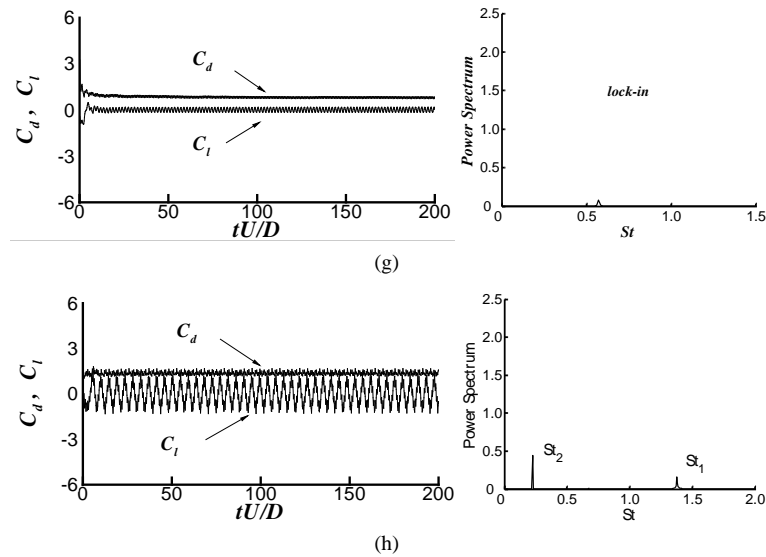 6
3
0
-3
-6
C_d , C_l
C_d
C_l
0 50 100 150 200
tU/D
2.5
2
1.5
1
0.5
0
Power Spectrum
lock-in
0 0.5 1.0 1.5
St
(g)
6
3
0
-3
-6
C_d , C_l
C_d
C_l
0 50 100 150 200
tU/D
2.5
2.0
1.5
1.0
0.5
0
Power Spectrum
St_2
St_1
0.5 1.0 1.5 2.0
St
(h)